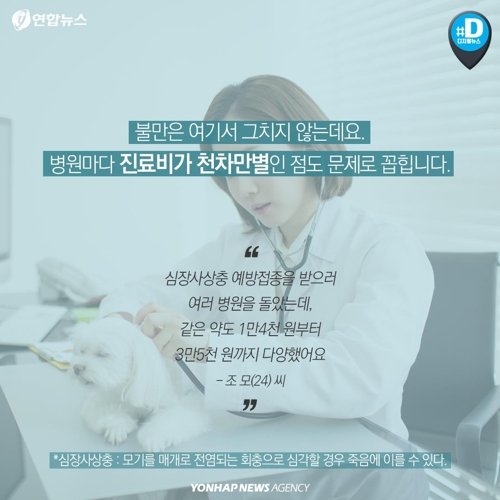 연합뉴스
#D
디지털뉴스
불만은 여기서 그치지 않는데요.
병원마다 진료비가 천차만별인 점도 문제로 꼽힙니다.
“
심장사상충 예방접종을 받으러
여러 병원을 돌았는데,
같은 약도 1만4천 원부터
3만5천 원까지 다양했어요
– 조 모(24) 씨
”
*심장사상충 : 모기를 매개로 전염되는 회충으로 심각할 경우 죽음에 이를 수 있다.
YONHAP NEWS AGENCY